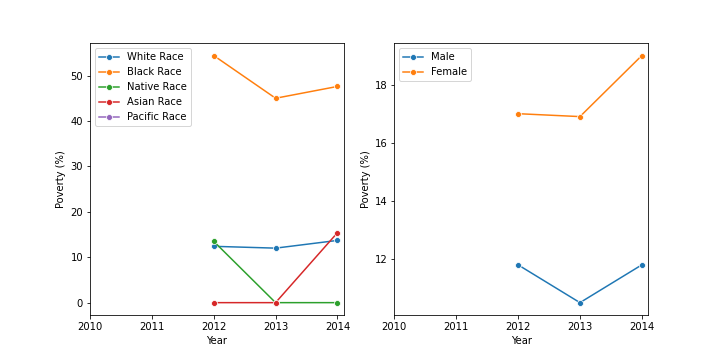 White Race
Black Race
Native Race
Asian Race
Pacific Race
50
40
30
20
10
0
Poverty (%)
2010 2011 2012 2013 2014
Year
Male
Female
18
16
14
12
Poverty (%)
2010 2011 2012 2013 2014
Year